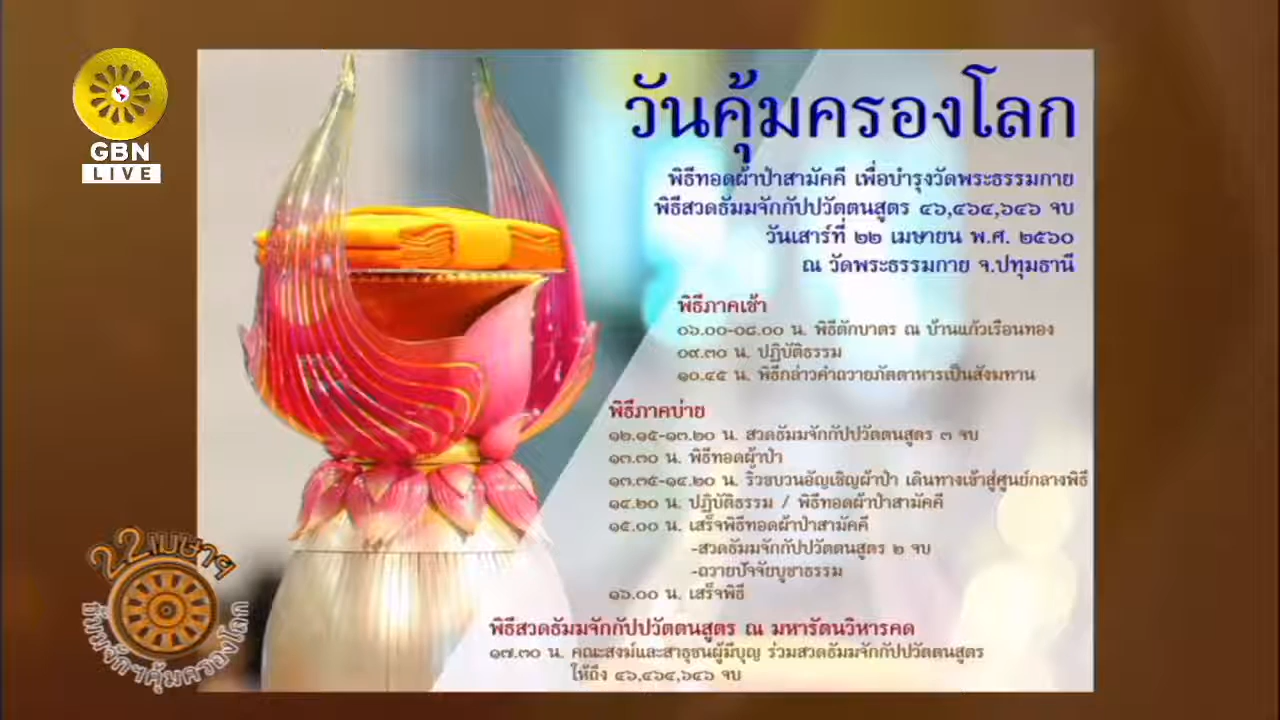 GBN
LIVE
วันคุ้มครองโลก
พิธีทอดผ้าป่าสามัคคี เพื่อบำรุงวัดพระธรรมกาย
พิธีสวดธัมมจักกัปปวัตตนสูตร ๔๖,๔๖๔,๖๔๖ จบ
วันเสาร์ที่ ๒๒ เมษายน พ.ศ. ๒๕๖๐
ณ วัดพระธรรมกาย จ.ปทุมธานี
พิธีภาคเช้า
๐๖.๐๐-๐๘.๐๐ น. พิธีตักบาตร ณ บ้านแก้วเรือนทอง
๐๙.๓๐ น. ปฏิบัติธรรม
๑๐.๔๕ น. พิธีกล่าวคำถวายภัตตาหารเป็นสังฆทาน
พิธีภาคบ่าย
๑๒.๑๕-๑๓.๒๐ น. สวดธัมมจักกัปปวัตตนสูตร ๓ จบ
๑๓.๓๐ น. พิธีทอดผ้าป่า
๑๓.๓๕-๑๔.๒๐ น. ริ้วขบวนอัญเชิญผ้าป่า เดินทางเข้าสู่ศูนย์กลางพิธี
๑๔.๒๐ น. ปฏิบัติธรรม / พิธีทอดผ้าป่าสามัคคี
๑๕.๐๐ น. เสร็จพิธีทอดผ้าป่าสามัคคี
-สวดธัมมจักกัปปวัตตนสูตร ๒ จบ
-ถวายปัจจัยบูชาธรรม
๑๖.๐๐ น. เสร็จพิธี
พิธีสวดธัมมจักกัปปวัตตนสูตร ณ มหารัตนวิหารคด
๑๗.๓๐ น. คณะสงฆ์และสาธุชนผู้มีบุญ ร่วมสวดธัมมจักกัปปวัตตนสูตร
ให้ถึง ๔๖,๔๖๔,๖๔๖ จบ
22 เมษาฯ
ธัมมจักรฯคุ้มครองโลก